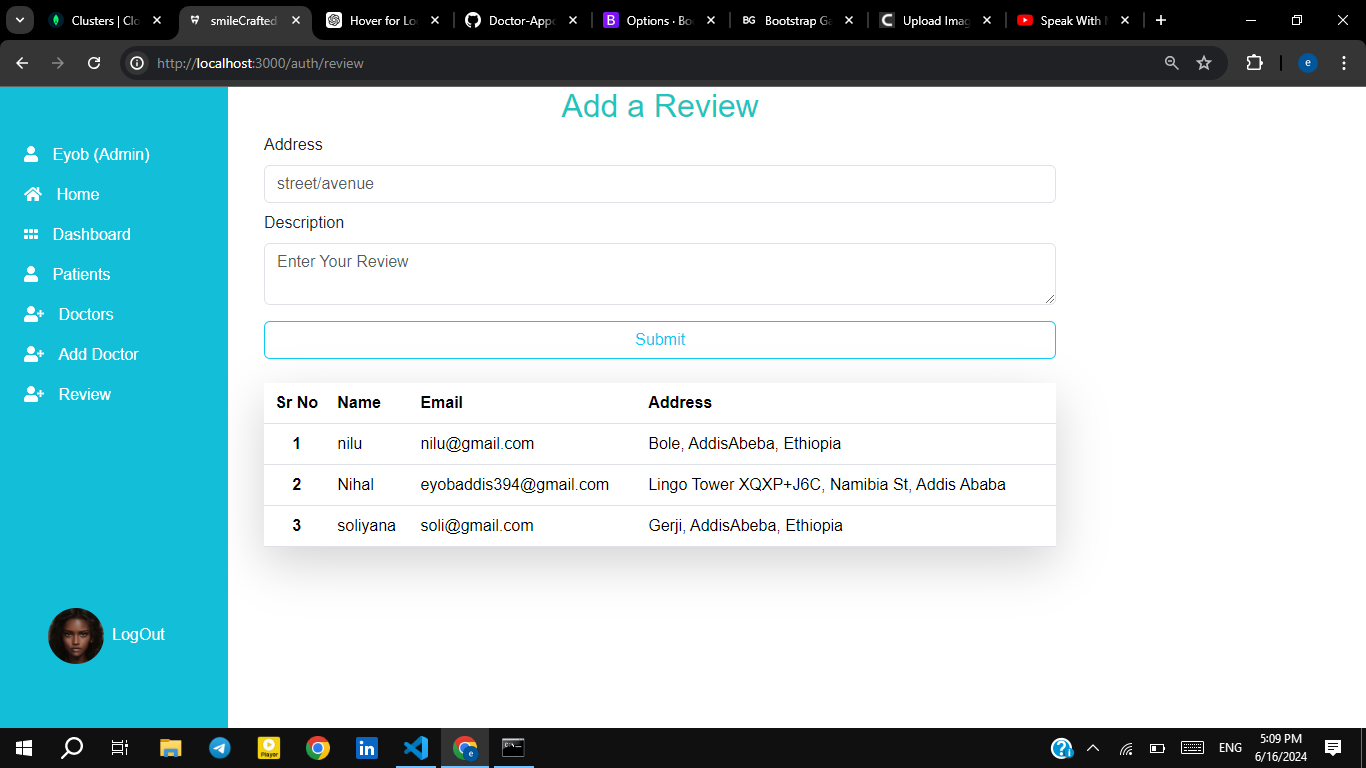 Clusters | Clo
smileCrafted
Hover for Lo
Doctor-Appo
Options · Bo
BG Bootstrap Ga
Upload Imag
Speak With
http://localhost:3000/auth/review
e
Eyob (Admin)
Home
Dashboard
Patients
Doctors
Add Doctor
Review
LogOut
Add a Review
Address
street/avenue
Description
Enter Your Review
Submit
Sr No Name Email Address
1 nilu nilu@gmail.com Bole, AddisAbeba, Ethiopia
2 Nihal eyobaddis394@gmail.com Lingo Tower XQXP+J6C, Namibia St, Addis Ababa
3 soliyana soli@gmail.com Gerji, AddisAbeba, Ethiopia
Player
in
e
ENG
5:09 PM
6/16/2024